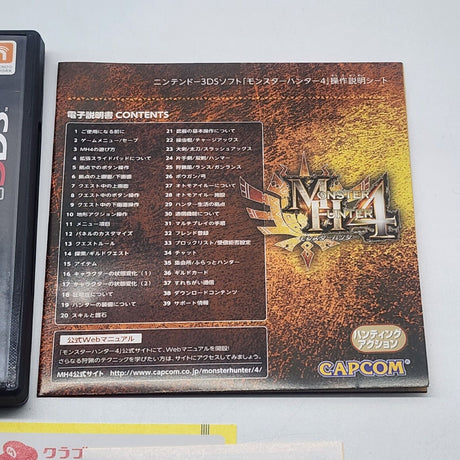 ニンテンドー3DSソフト「モンスターハンター4」操作説明シート
電子説明書 CONTENTS
1 ご使用になる前に
2 ゲームメニュー/セーブ
3 MH4の遊び方
4 拡張スライドパッドについて
5 拠点でのボタン操作
6 拠点の上画面/下画面
7 クエスト中の上画面
8 クエスト中のボタン操作
9 クエスト中の下画面操作
10 地形アクション操作
11 メニュー項目
12 パネルのカスタマイズ
13 クエストルール
14 探索/ギルドクエスト
15 アイテム
16 キャラクターの状態変化(1)
17 キャラクターの状態変化(2)
19 ハンターの装備について
20 スキルと護石
21 武器の基本操作について
22 操虫棍/チャージアックス
23 大剣/太刀/スラッシュアックス
24 片手剣/双剣/ハンマー
25 狩猟笛/ランス/ガンランス
26 ボウガン/弓
27 オトモアイルーについて
28 オトモアイルー用語
29 ハンター生活の拠点
30 通信機能について
31 マルチプレイの手順
32 フレンド登録
33 ブロックリスト/受信拒否設定
34 チャット
35 集会所/ふらっとハンター
36 ギルドカード
37 すれちがい通信
38 ダウンロードコンテンツ
39 サポート情報
MONSTER
HUNTER 4
モンスターハンター
公式Webマニュアル
「モンスターハンター4」公式サイトにて、Webマニュアルを開設!
さらなる狩猟のテクニックを学びたい方は、サイトにアクセスしてみよう。
MH4公式サイト http://www.capcom.co.jp/monsterhunter/4/
ハンティング
アクション
CAPCOM
3DS
クラブ